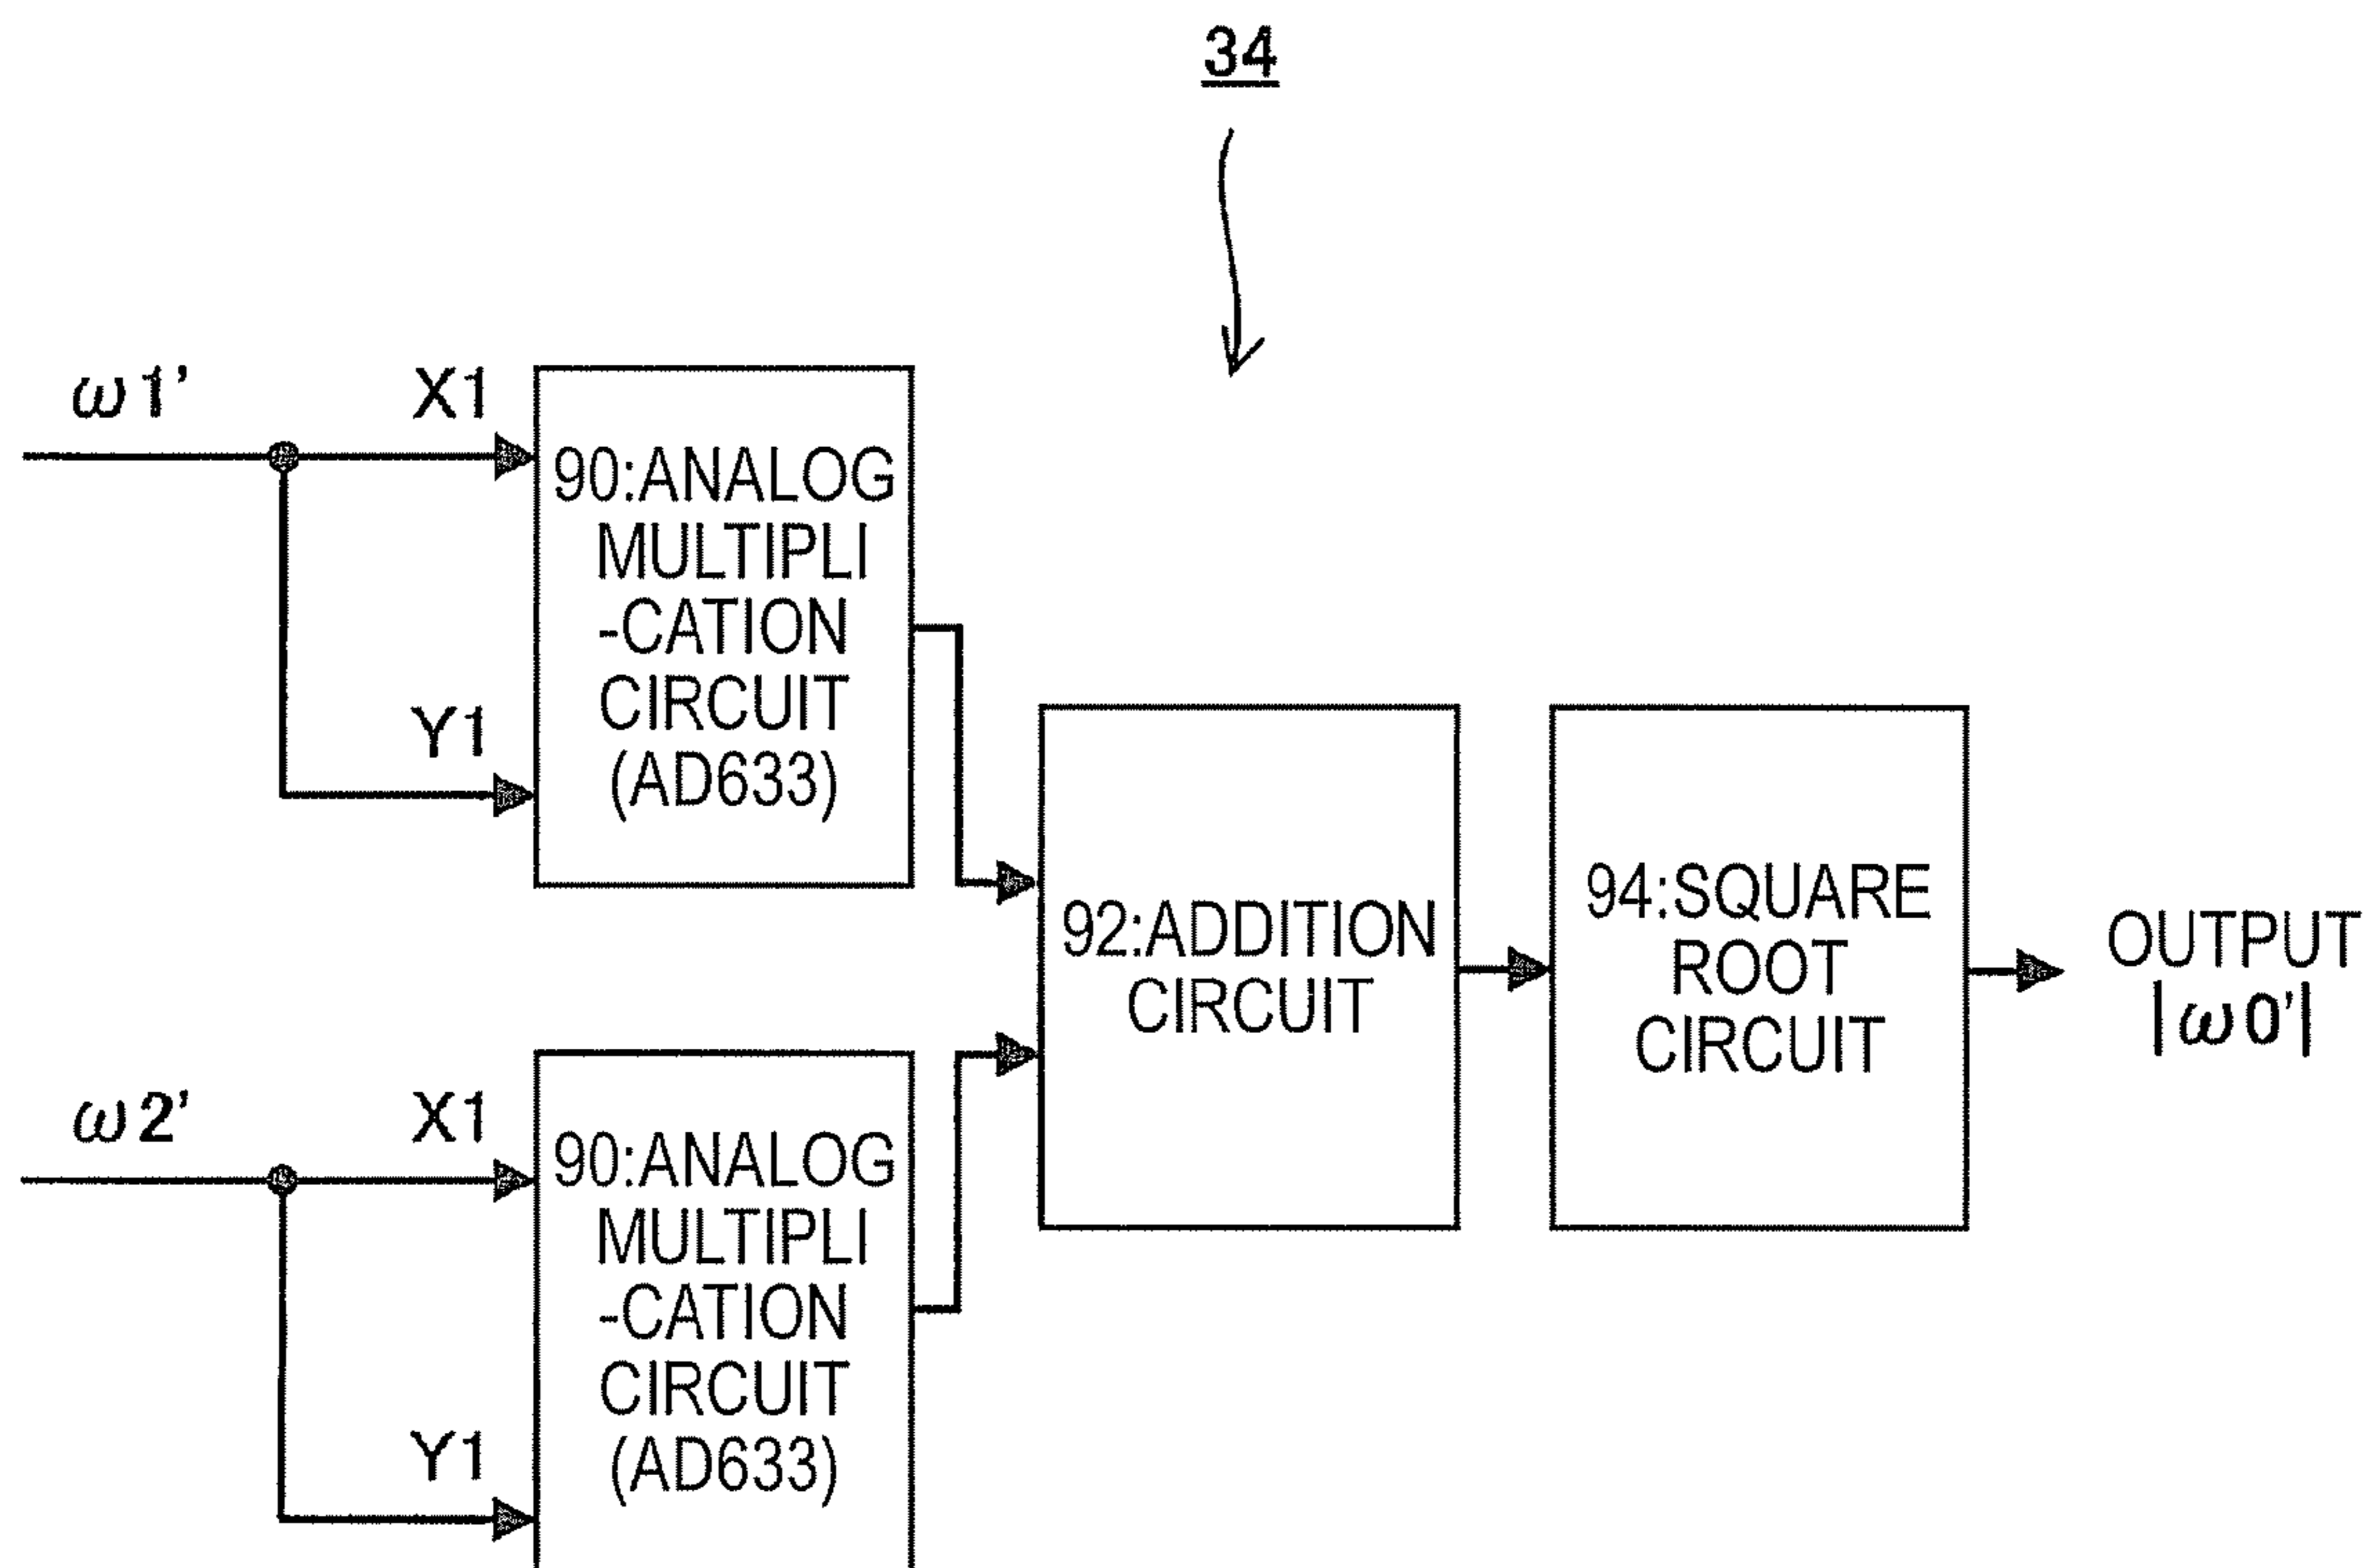 34
ω1’
X1
Y1
90:ANALOG
MULTIPLI
-CATION
CIRCUIT
(AD633)
92:ADDITION
CIRCUIT
94:SQUARE
ROOT
CIRCUIT
OUTPUT
|ω0’|
ω2’
X1
Y1
90:ANALOG
MULTIPLI
-CATION
CIRCUIT
(AD633)